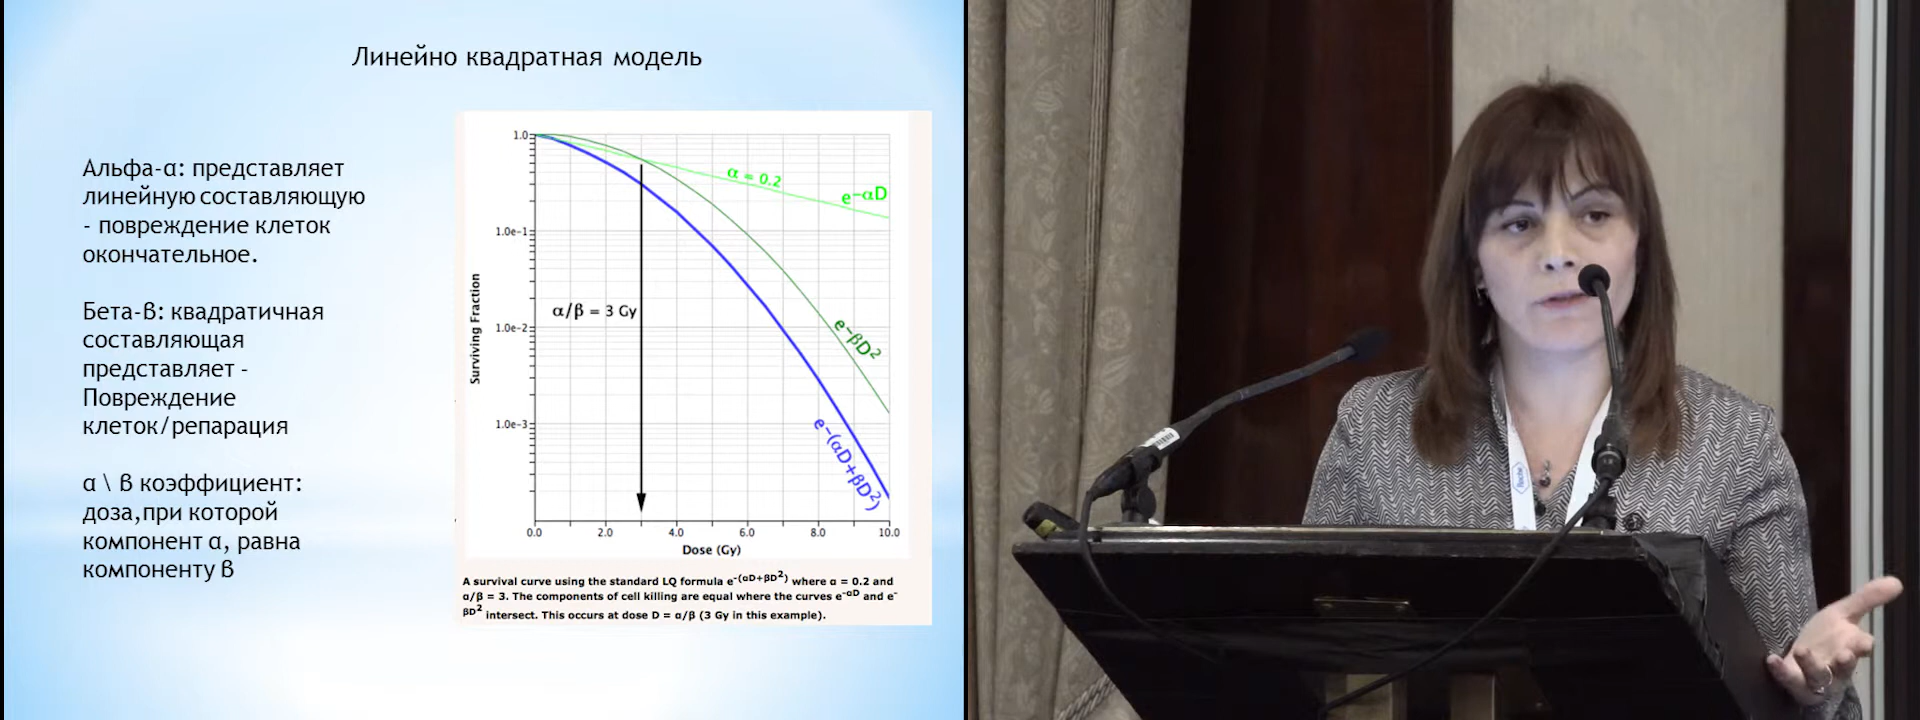 Линейно квадратная модель
Альфа-α: представляет
линейную составляющую
- повреждение клеток
окончательное.
Бета-β: квадратичная
составляющая
представляет -
Повреждение
клеток/репарация
α \ β коэффициент:
доза,при которой
компонент α, равна
компоненту β
1.0
1.0e-1
1.0e-2
1.0e-3
Surviving Fraction
α = 0.2
e-αD
α/β = 3 Gy
e-βD²
e-(αD+βD²)
0.0 2.0 4.0 6.0 8.0 10.0
Dose (Gy)
A survival curve using the standard LQ formula e-(αD+βD²) where α = 0.2 and
α/β = 3. The components of cell killing are equal where the curves e-αD and e-
βD² intersect. This occurs at dose D = α/β (3 Gy in this example).
Roche